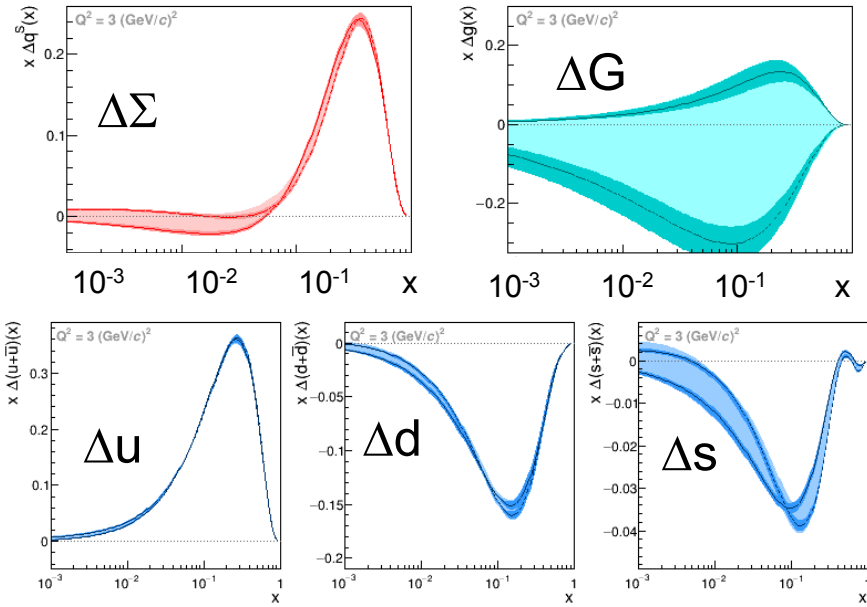 x Δq^S(x)
Q² = 3 (GeV/c)²
ΔΣ
0.2
0.1
0
10⁻³
10⁻²
10⁻¹
x
x Δg(x)
Q² = 3 (GeV/c)²
ΔG
0.2
0
−0.2
10⁻³
10⁻²
10⁻¹
x
x Δ(u+u̅)(x)
Q² = 3 (GeV/c)²
Δu
0.3
0.2
0.1
0
10⁻³
10⁻²
10⁻¹
1
x
x Δ(d+d̅)(x)
Q² = 3 (GeV/c)²
Δd
0
−0.05
−0.1
−0.15
−0.2
10⁻³
10⁻²
10⁻¹
1
x
x Δ(s+s̅)(x)
Q² = 3 (GeV/c)²
Δs
0
−0.01
−0.02
−0.03
−0.04
10⁻³
10⁻²
10⁻¹
1
x